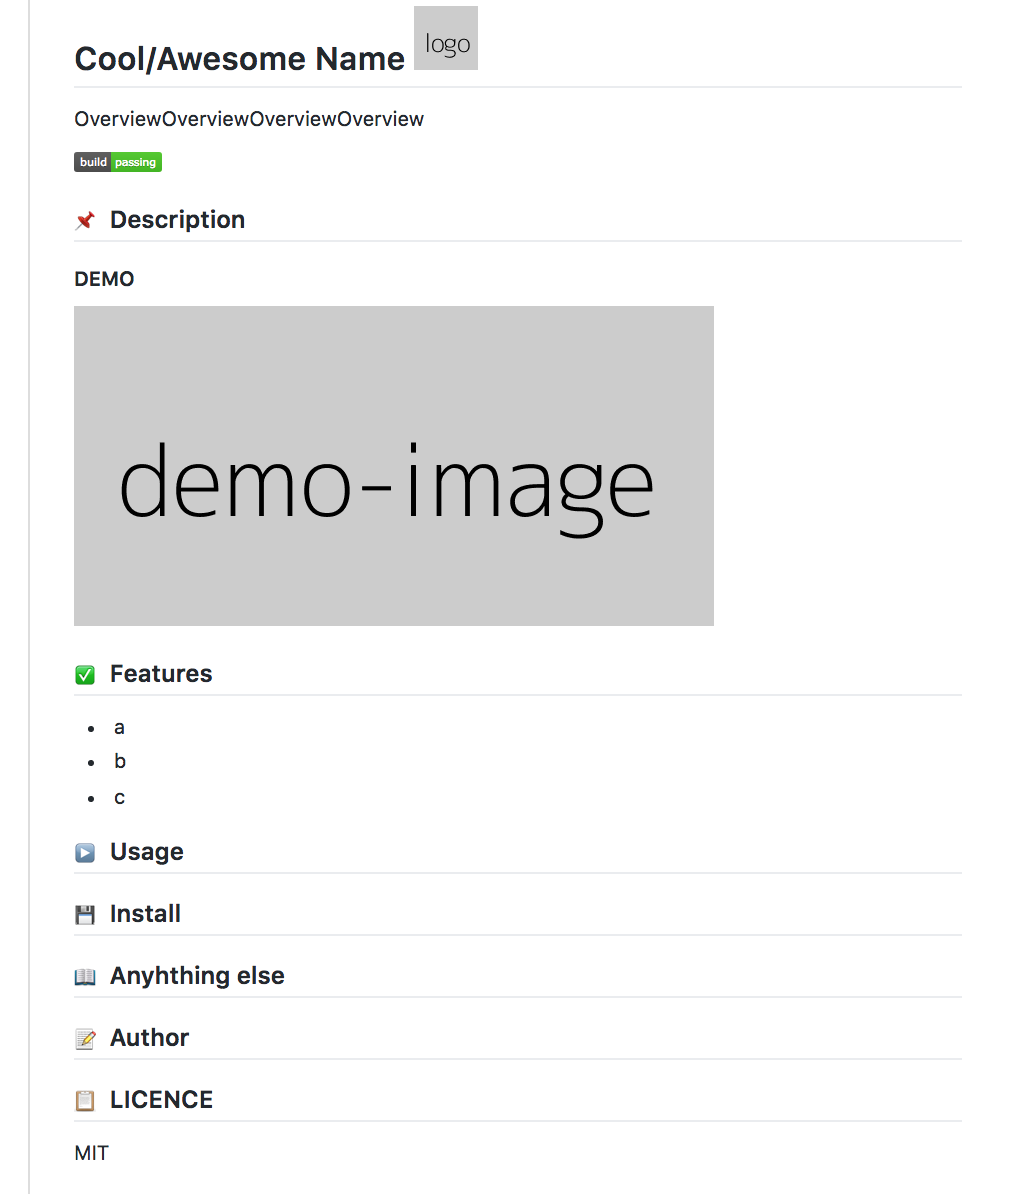 Cool/Awesome Name logo
OverviewOverviewOverviewOverview
build passing
📌 Description
DEMO
demo-image
✅ Features
• a
• b
• c
▶️ Usage
💾 Install
📖 Anyhthing else
📝 Author
📋 LICENCE
MIT